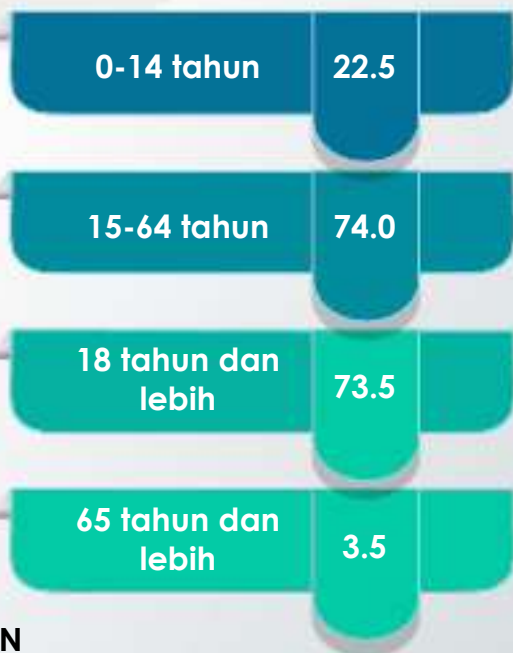 0-14 tahun 22.5
15-64 tahun 74.0
18 tahun dan
lebih 73.5
65 tahun dan
lebih 3.5
N